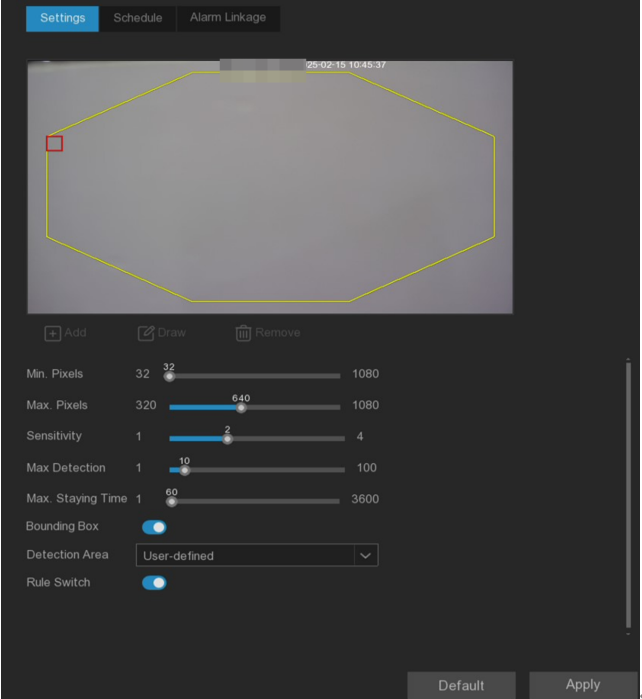 Settings Schedule Alarm Linkage
25-02-15 10:45:37
Add Draw Remove
Min. Pixels 32 32 1080
Max. Pixels 320 640 1080
Sensitivity 1 2 4
Max Detection 1 10 100
Max. Staying Time 1 60 3600
Bounding Box
Detection Area User-defined
Rule Switch
Default Apply